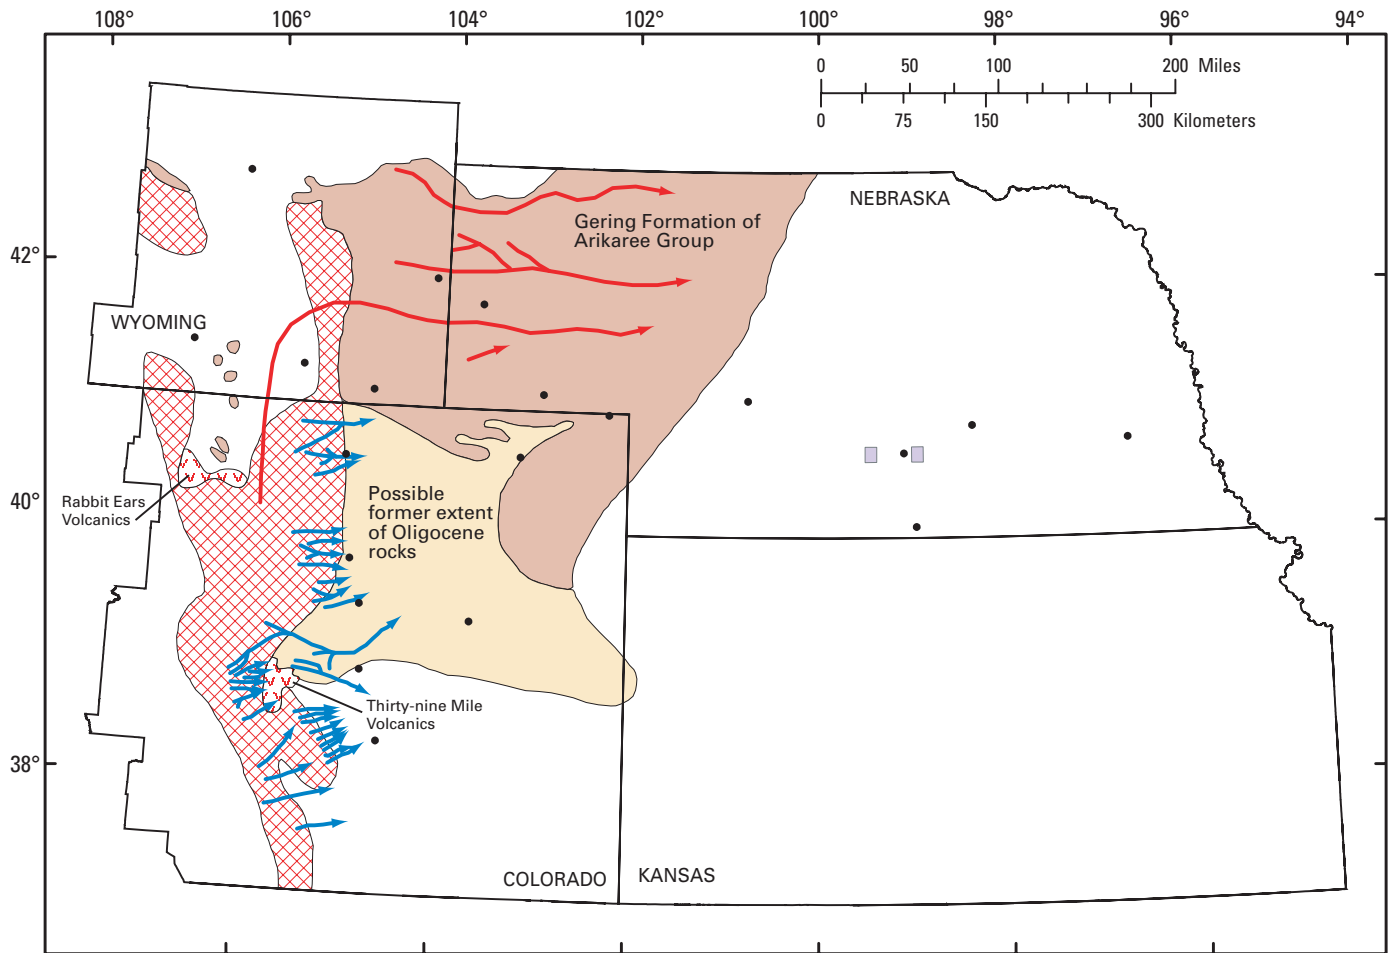 108° 106° 104° 102° 100° 98° 96° 94°
0 50 100 200 Miles
0 75 150 300 Kilometers
NEBRASKA
Gering Formation of
Arikaree Group
42°
WYOMING
40°
Rabbit Ears
Volcanics
Possible
former extent
of Oligocene
rocks
Thirty-nine Mile
Volcanics
38°
COLORADO
KANSAS